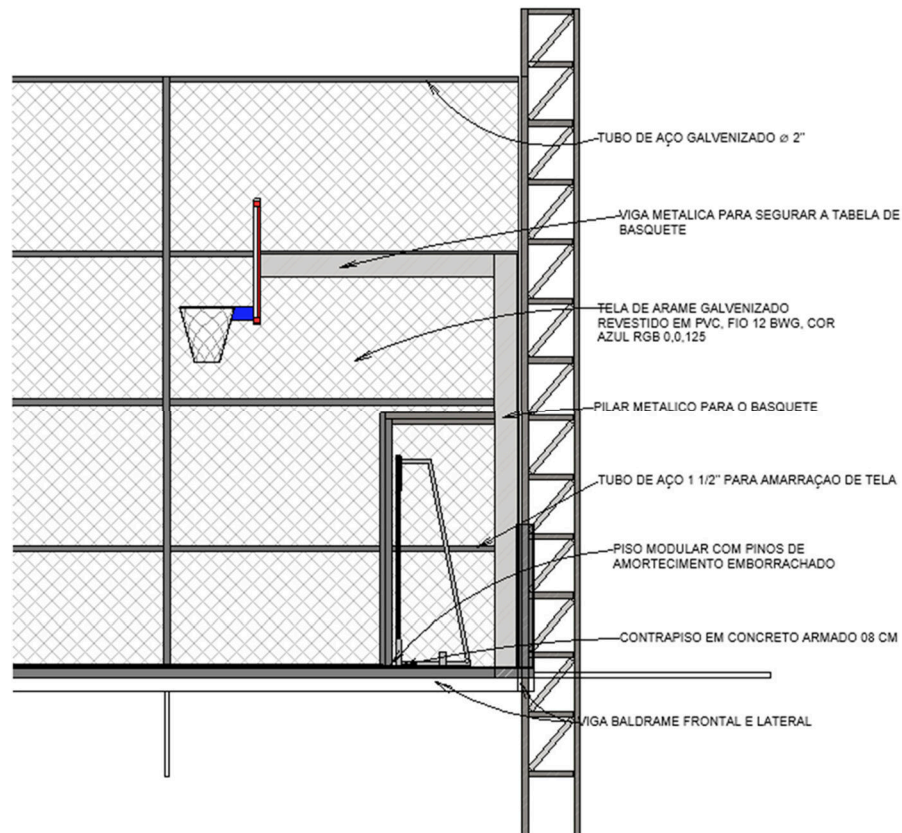 TUBO DE AÇO GALVENIZADO ⌀ 2"
VIGA METALICA PARA SEGURAR A TABELA DE
BASQUETE
TELA DE ARAME GALVENIZADO
REVESTIDO EM PVC, FIO 12 BWG, COR
AZUL RGB 0,0,125
PILAR METALICO PARA O BASQUETE
TUBO DE AÇO 1 1/2" PARA AMARRAÇAO DE TELA
PISO MODULAR COM PINOS DE
AMORTECIMENTO EMBORRACHADO
CONTRAPISO EM CONCRETO ARMADO 08 CM
VIGA BALDRAME FRONTAL E LATERAL